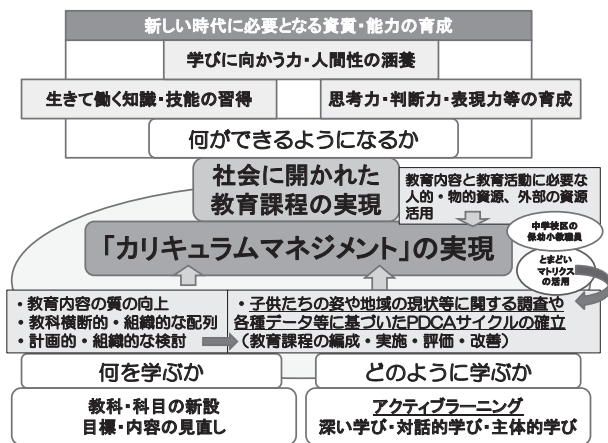 新しい時代に必要となる資質・能力の育成
学びに向かう力・人間性の涵養
生きて働く知識・技能の習得
思考力・判断力・表現力等の育成
何ができるようになるか
社会に開かれた
教育課程の実現
教育内容と教育活動に必要な
人的・物的資源、外部の資源
活用
「カリキュラムマネジメント」の実現
中学校区の
保幼小教職員
とまどい
マトリクス
の活用
・教育内容の質の向上
・教科横断的・組織的な配列
・計画的・組織的な検討
・子供たちの姿や地域の現状等に関する調査や
各種データ等に基づいたPDCAサイクルの確立
（教育課程の編成・実施・評価・改善）
何を学ぶか
教科・科目の新設
目標・内容の見直し
どのように学ぶか
アクティブラーニング
深い学び・対話的学び・主体的学び